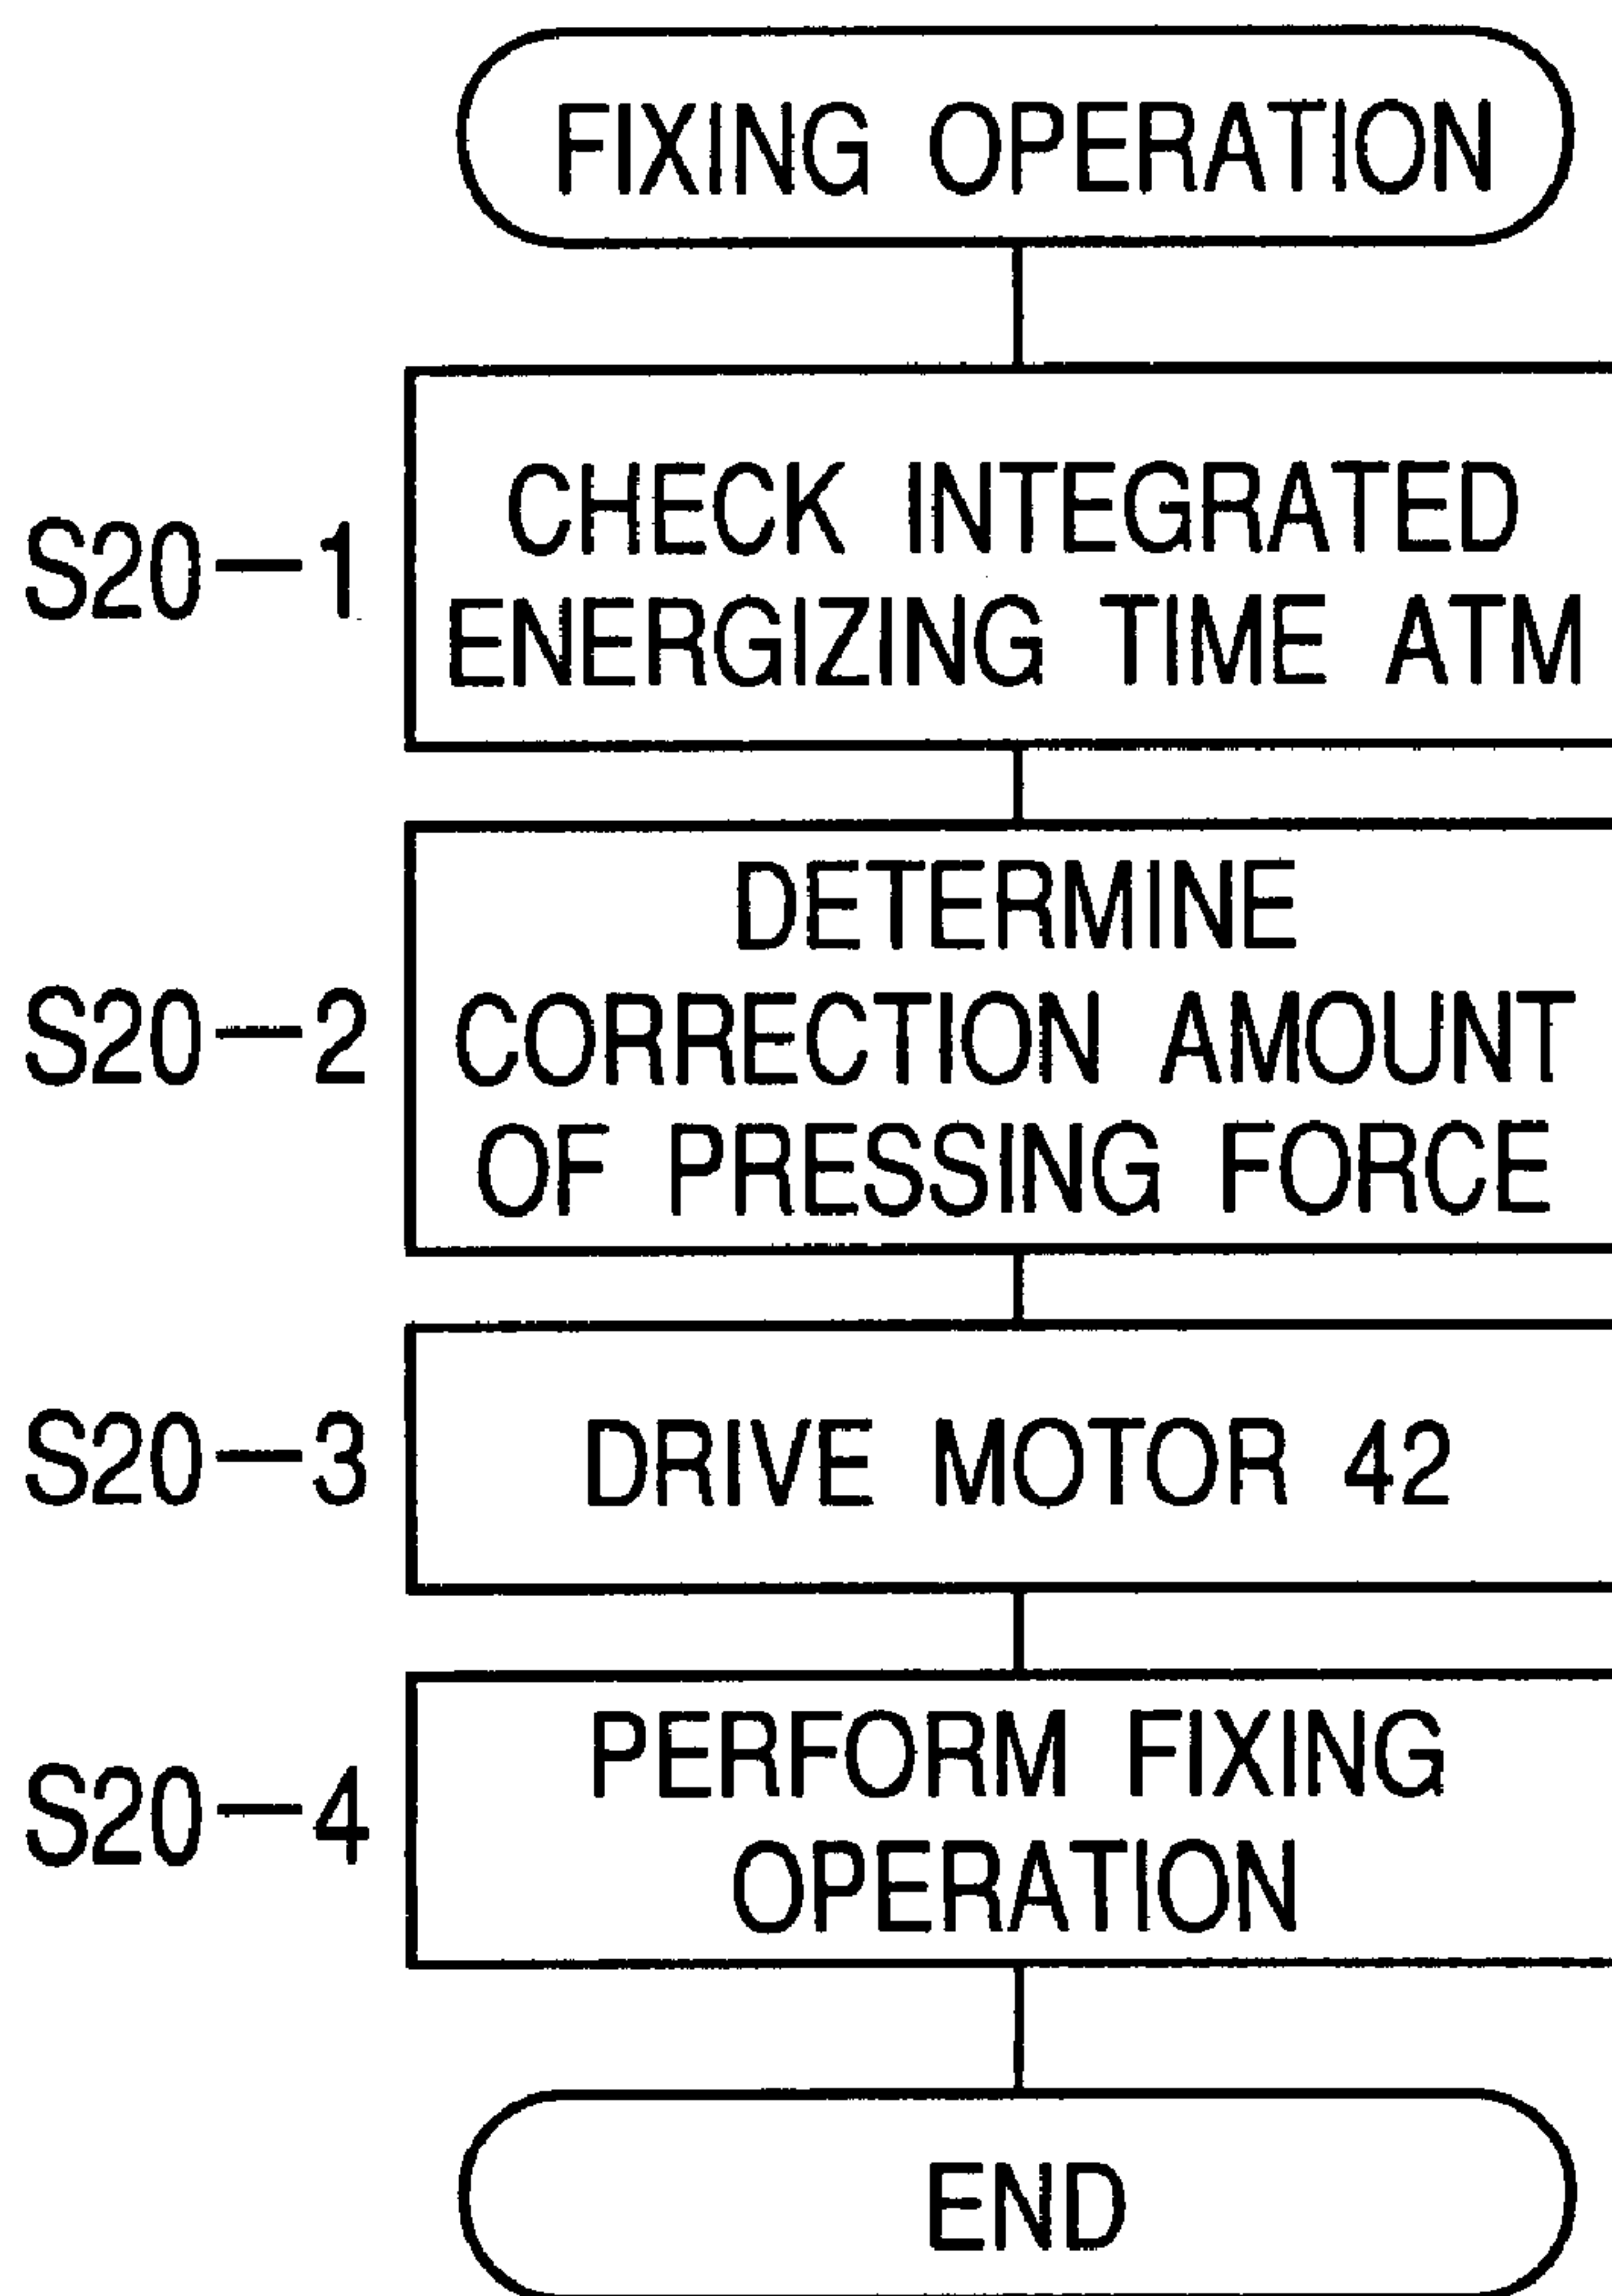 FIXING OPERATION
S20-1
CHECK INTEGRATED
ENERGIZING TIME ATM
S20-2
DETERMINE
CORRECTION AMOUNT
OF PRESSING FORCE
S20-3
DRIVE MOTOR 42
S20-4
PERFORM FIXING
OPERATION
END